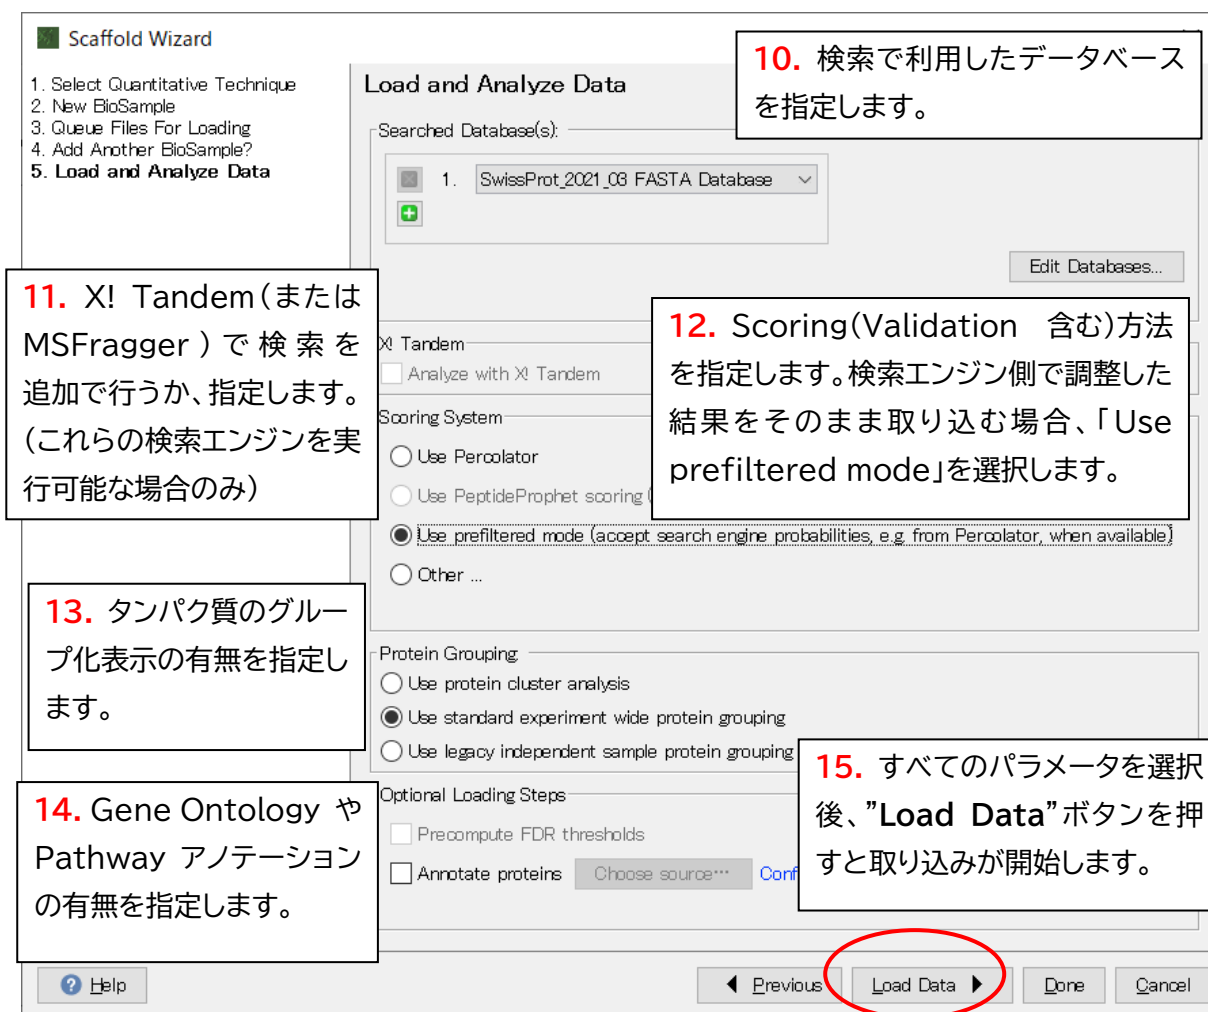 Scaffold Wizard
1. Select Quantitative Technique
2. New BioSample
3. Queue Files For Loading
4. Add Another BioSample?
5. Load and Analyze Data
Load and Analyze Data
10. 検索で利用したデータベース
を指定します。
Searched Database(s):
1. SwissProt_2021_03 FASTA Database
Edit Databases...
11. X! Tandem(または
MSFragger)で検索を
追加で行うか、指定します。
(これらの検索エンジンを実
行可能な場合のみ)
12. Scoring(Validation 含む)方法
を指定します。検索エンジン側で調整した
結果をそのまま取り込む場合、「Use
prefiltered mode」を選択します。
X! Tandem
Analyze with X! Tandem
Scoring System
Use Percolator
Use PeptideProphet scoring (
Use prefiltered mode (accept search engine probabilities, e.g. from Percolator, when available)
Other ...
13. タンパク質のグルー
プ化表示の有無を指定し
ます。
Protein Grouping
Use protein cluster analysis
Use standard experiment wide protein grouping
Use legacy independent sample protein grouping
14. Gene Ontology や
Pathway アノテーション
の有無を指定します。
15. すべてのパラメータを選択
後、"Load Data"ボタンを押
すと取り込みが開始します。
Optional Loading Steps
Precompute FDR thresholds
Annotate proteins Choose source... Conf
Help
Previous
Load Data
Done
Cancel